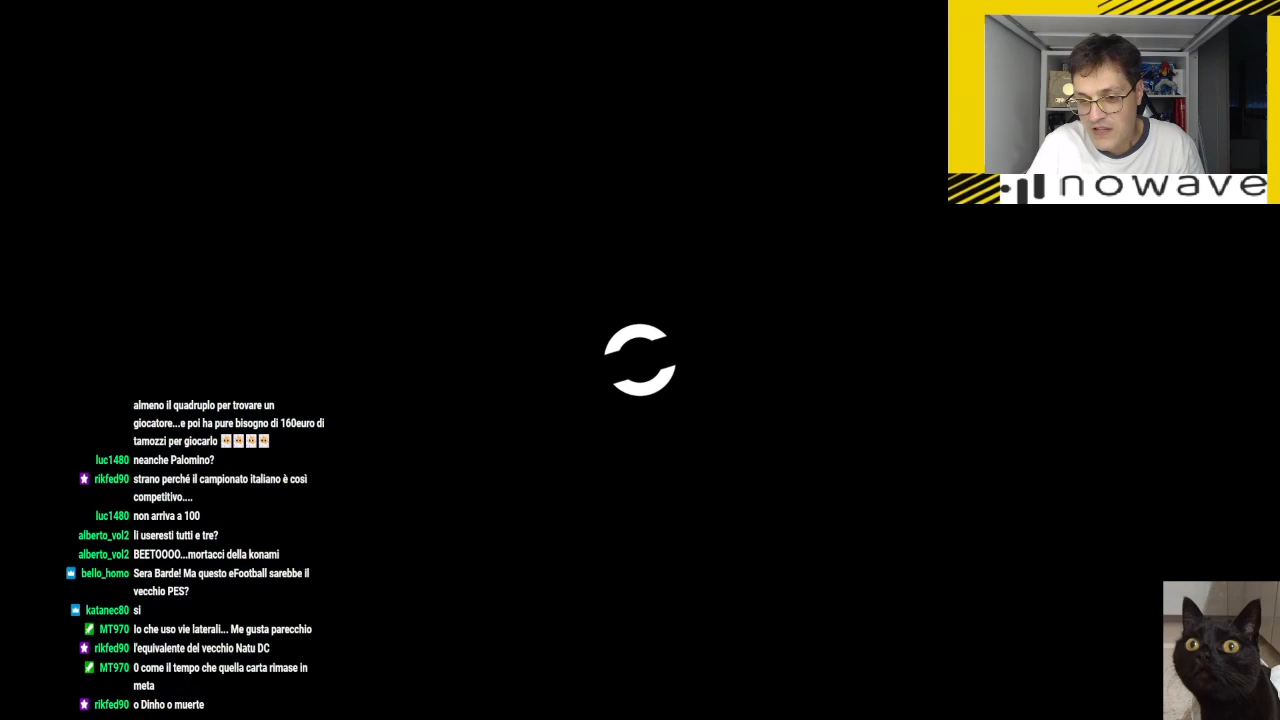 nowave
almeno il quadruplo per trovare un
giocatore...e poi ha pure bisogno di 160euro di
tamozzi per giocarlo
luc1480 neanche Palomino?
rikfed90 strano perché il campionato italiano è così
competitivo....
luc1480 non arriva a 100
alberto_vol2 li useresti tutti e tre?
alberto_vol2 BEETOOOO...mortacci della konami
bello_homo Sera Barde! Ma questo eFootball sarebbe il
vecchio PES?
katanec80 si
MT970 Io che uso vie laterali... Me gusta parecchio
rikfed90 l'equivalente del vecchio Natu DC
MT970 0 come il tempo che quella carta rimase in
meta
rikfed90 o Dinho o muerte